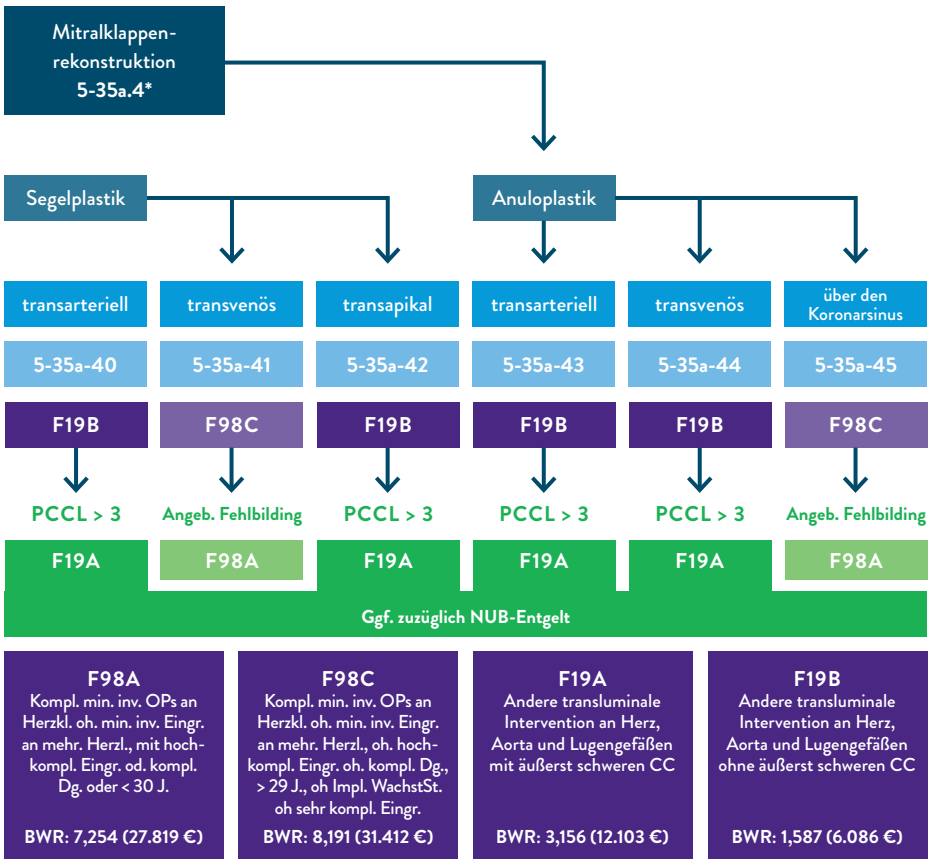 Mitralklappen-
rekonstruktion
5-35a.4*
Segelplastik
Anuloplastik
transarteriell
transvenös
transapikal
transarteriell
transvenös
über den
Koronarsinus
5-35a-40
5-35a-41
5-35a-42
5-35a-43
5-35a-44
5-35a-45
F19B
F98C
F19B
F19B
F19B
F98C
PCCL > 3
Angeb. Fehlbilding
PCCL > 3
PCCL > 3
PCCL > 3
Angeb. Fehlbilding
F19A
F98A
F19A
F19A
F19A
F98A
Ggf. zuzüglich NUB-Entgelt
F98A
Kompl. min. inv. OPs an
Herzkl. oh. min. inv. Eingr.
an mehr. Herzl., mit hoch-
kompl. Eingr. od. kompl.
Dg. oder < 30 J.
BWR: 7,254 (27.819 €)
F98C
Kompl. min. inv. OPs an
Herzkl. oh. min. inv. Eingr.
an mehr. Herzl., oh. hoch-
kompl. Eingr. oh. kompl. Dg.,
> 29 J., oh Impl. WachstSt.
oh sehr kompl. Eingr.
BWR: 8,191 (31.412 €)
F19A
Andere transluminale
Intervention an Herz,
Aorta und Lugengefäßen
mit äußerst schweren CC
BWR: 3,156 (12.103 €)
F19B
Andere transluminale
Intervention an Herz,
Aorta und Lugengefäßen
ohne äußerst schweren CC
BWR: 1,587 (6.086 €)